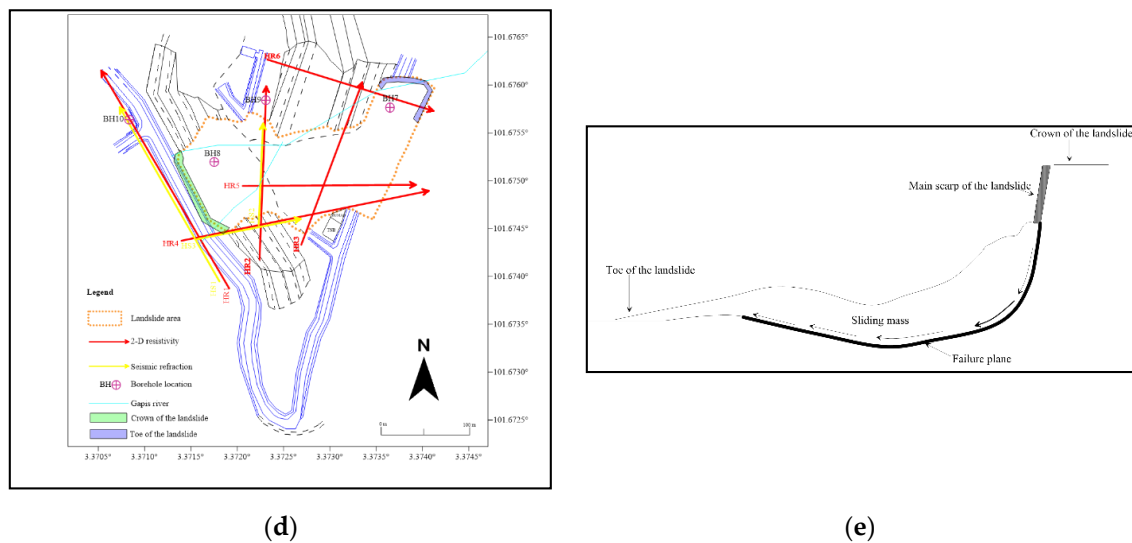 101.6765°
101.6760°
101.6755°
101.6750°
101.6745°
101.6740°
101.6735°
101.6730°
101.6725°
HR6
BH9
BH7
BH10
BH8
HR5
HR4
HR2
HR3
HR
Legend
Landslide area
2-D resistivity
Seismic refraction
BH Borehole location
Gapis river
Crown of the landslide
Toe of the landslide
N
0 m 100 m
3.3705° 3.3710° 3.3715° 3.3720° 3.3725° 3.3730° 3.3735° 3.3740° 3.3745°
(d)
Crown of the landslide
Main scarp of the landslide
Toe of the landslide
Sliding mass
Failure plane
(e)